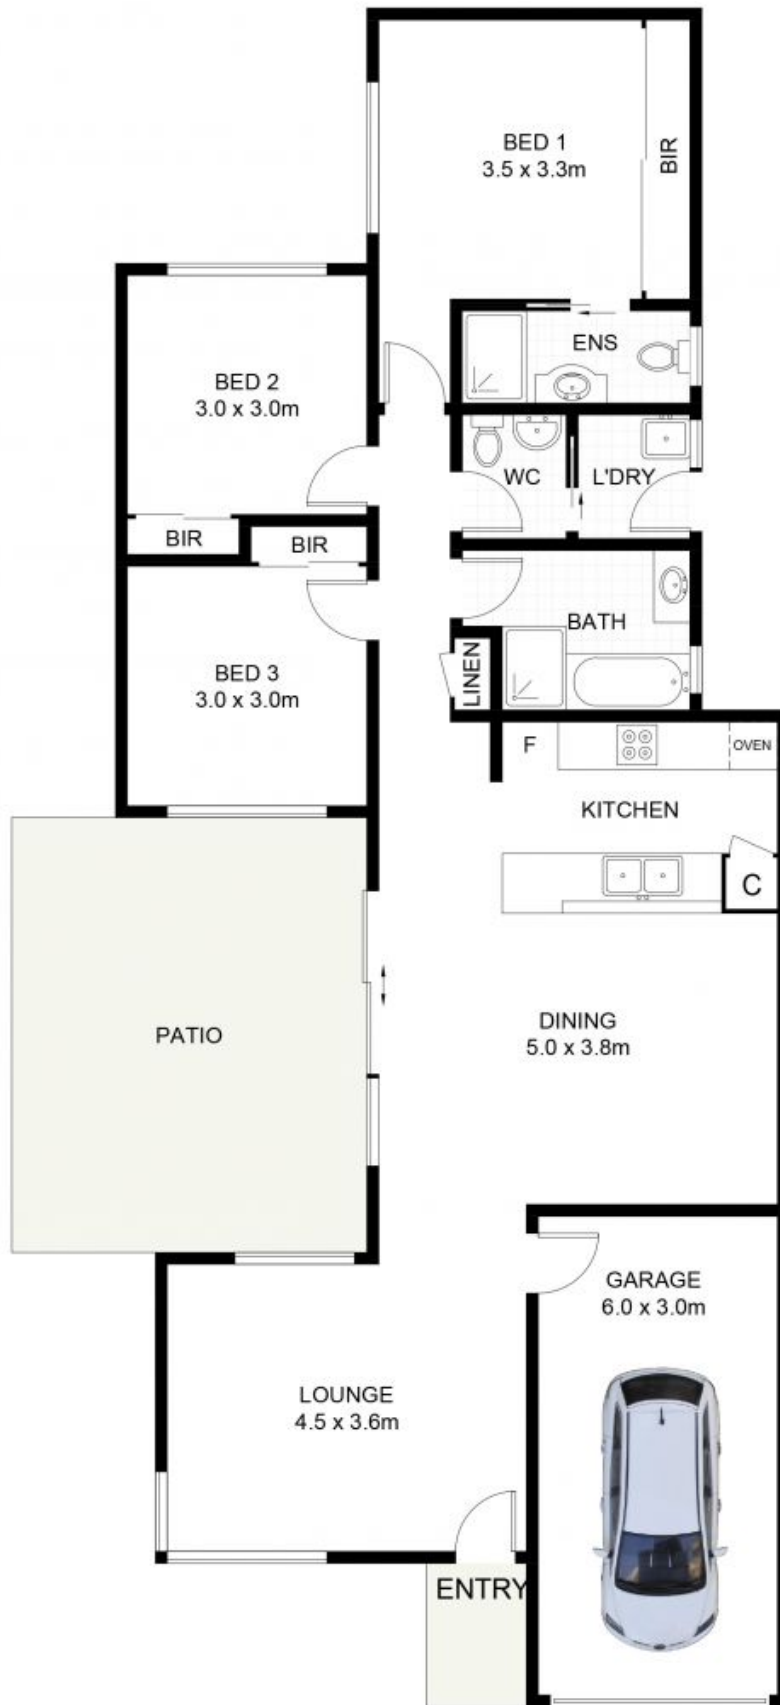 BED 1
3.5 x 3.3m
BIR
ENS
BED 2
3.0 x 3.0m
WC
L'DRY
BIR
BIR
BATH
BED 3
3.0 x 3.0m
LINEN
F
OVEN
KITCHEN
C
PATIO
DINING
5.0 x 3.8m
GARAGE
6.0 x 3.0m
LOUNGE
4.5 x 3.6m
ENTRY